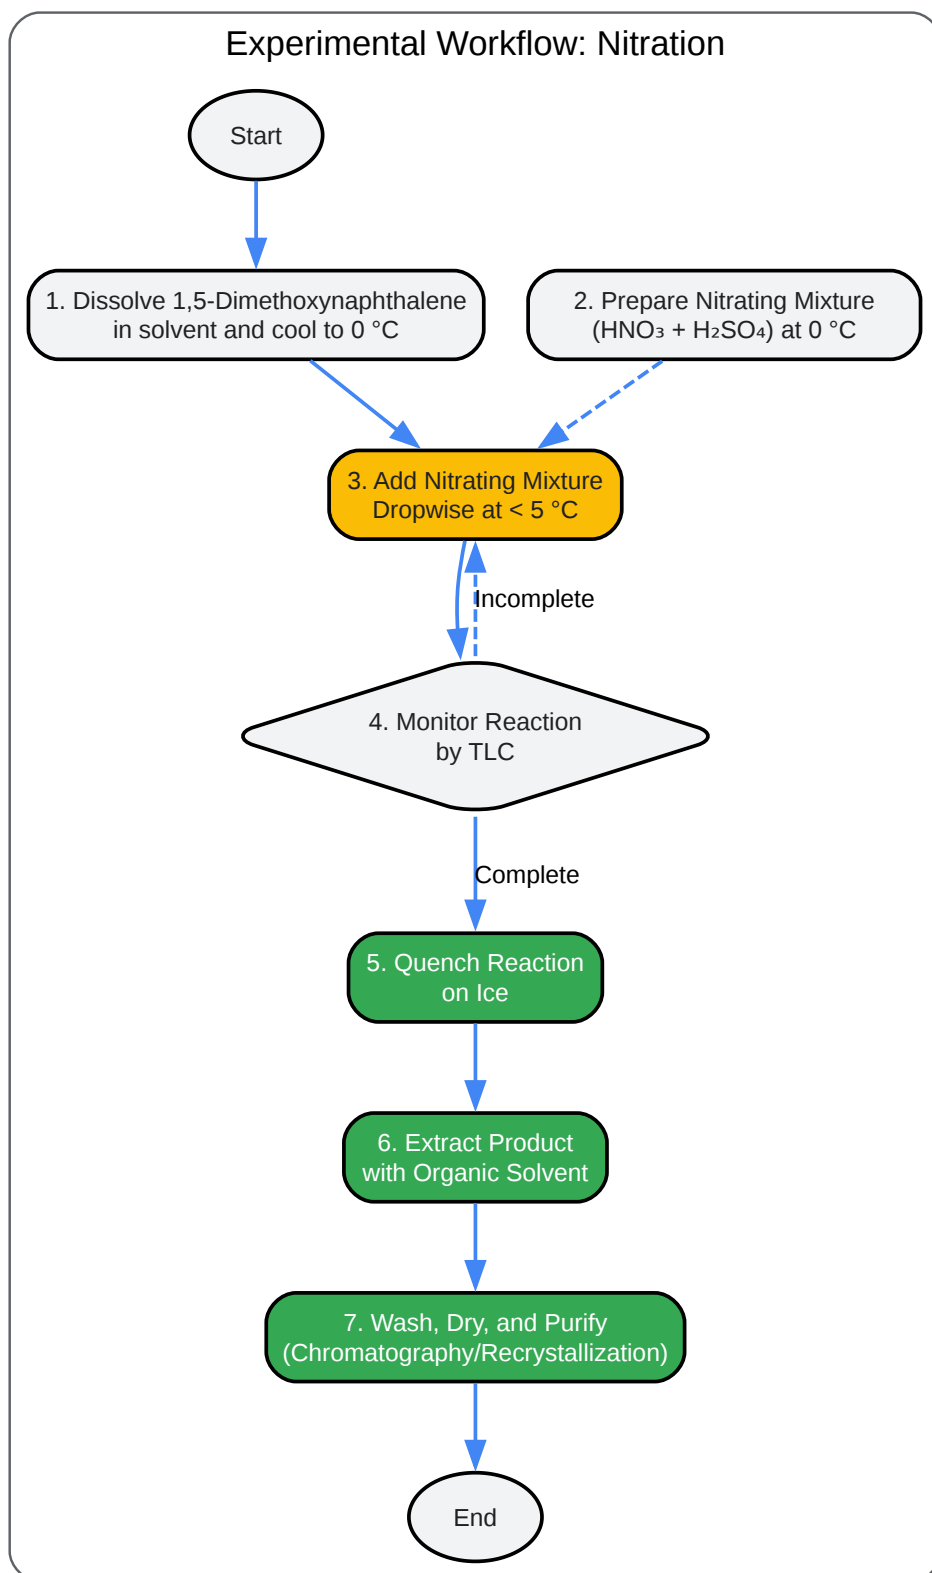 Experimental Workflow: Nitration
Start
1. Dissolve 1,5-Dimethoxynaphthalene
in solvent and cool to 0 °C
2. Prepare Nitrating Mixture
(HNO₃ + H₂SO₄) at 0 °C
3. Add Nitrating Mixture
Dropwise at < 5 °C
Incomplete
4. Monitor Reaction
by TLC
Complete
5. Quench Reaction
on Ice
6. Extract Product
with Organic Solvent
7. Wash, Dry, and Purify
(Chromatography/Recrystallization)
End